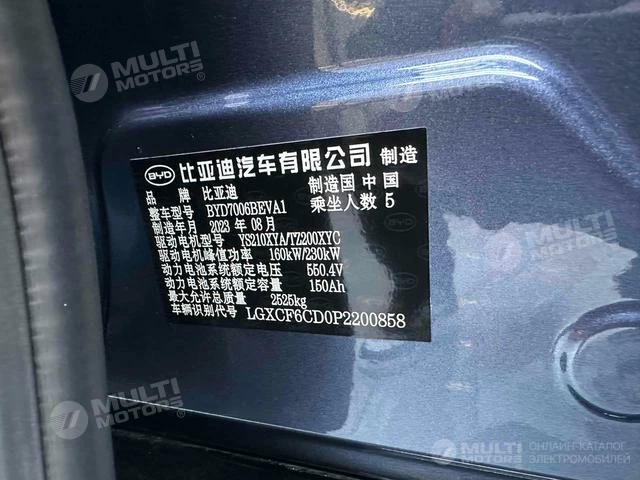 MULTI
MOTORS
MULTI
MOTORS
BYD 比亚迪汽车有限公司 制造
品 牌 比亚迪 制造国 中国
整车型号 BYD7006BEVA1 乘坐人数 5
制造年月 2023 年 08 月
驱动电机型号 YS210XYA/TZ200XYC
驱动电机峰值功率 160kW/230kW
动力电池系统额定电压 550.4V
动力电池系统额定容量 150Ah
最大允许总质量 2525kg
车辆识别代号 LGXCF6CD0P2200858
MULTI
MOTORS
MULTI
MOTORS
ОНЛАЙН-КАТАЛОГ
ЭЛЕКТРОМОБИЛЕЙ